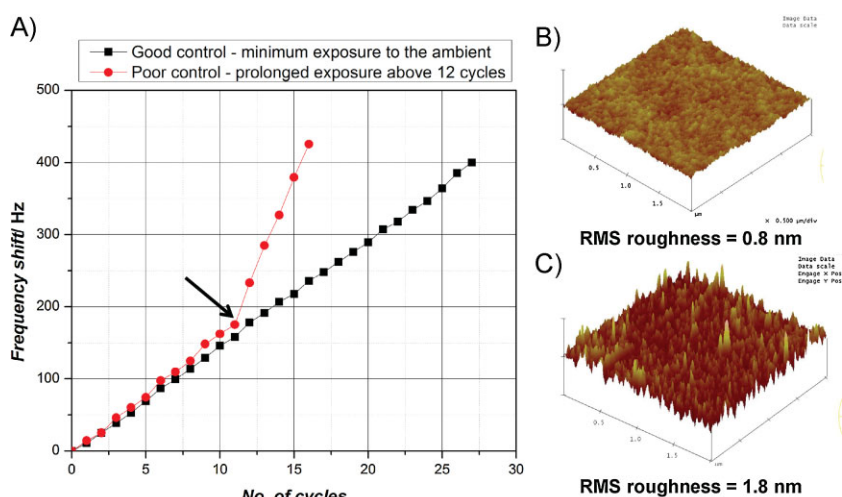 A)
Good control - minimum exposure to the ambient
Poor control - prolonged exposure above 12 cycles
Frequency shift/ Hz
500
400
300
200
100
0
0 5 10 15 20 25 30
No. of cycles
B)
Image Data
Data scale
0.5
1.0
1.5
µm
X 0.500 µm/div
RMS roughness = 0.8 nm
C)
Image Data
Data scale
Engage X Pos
Engage Y Pos
0.5
1.0
1.5
µm
RMS roughness = 1.8 nm